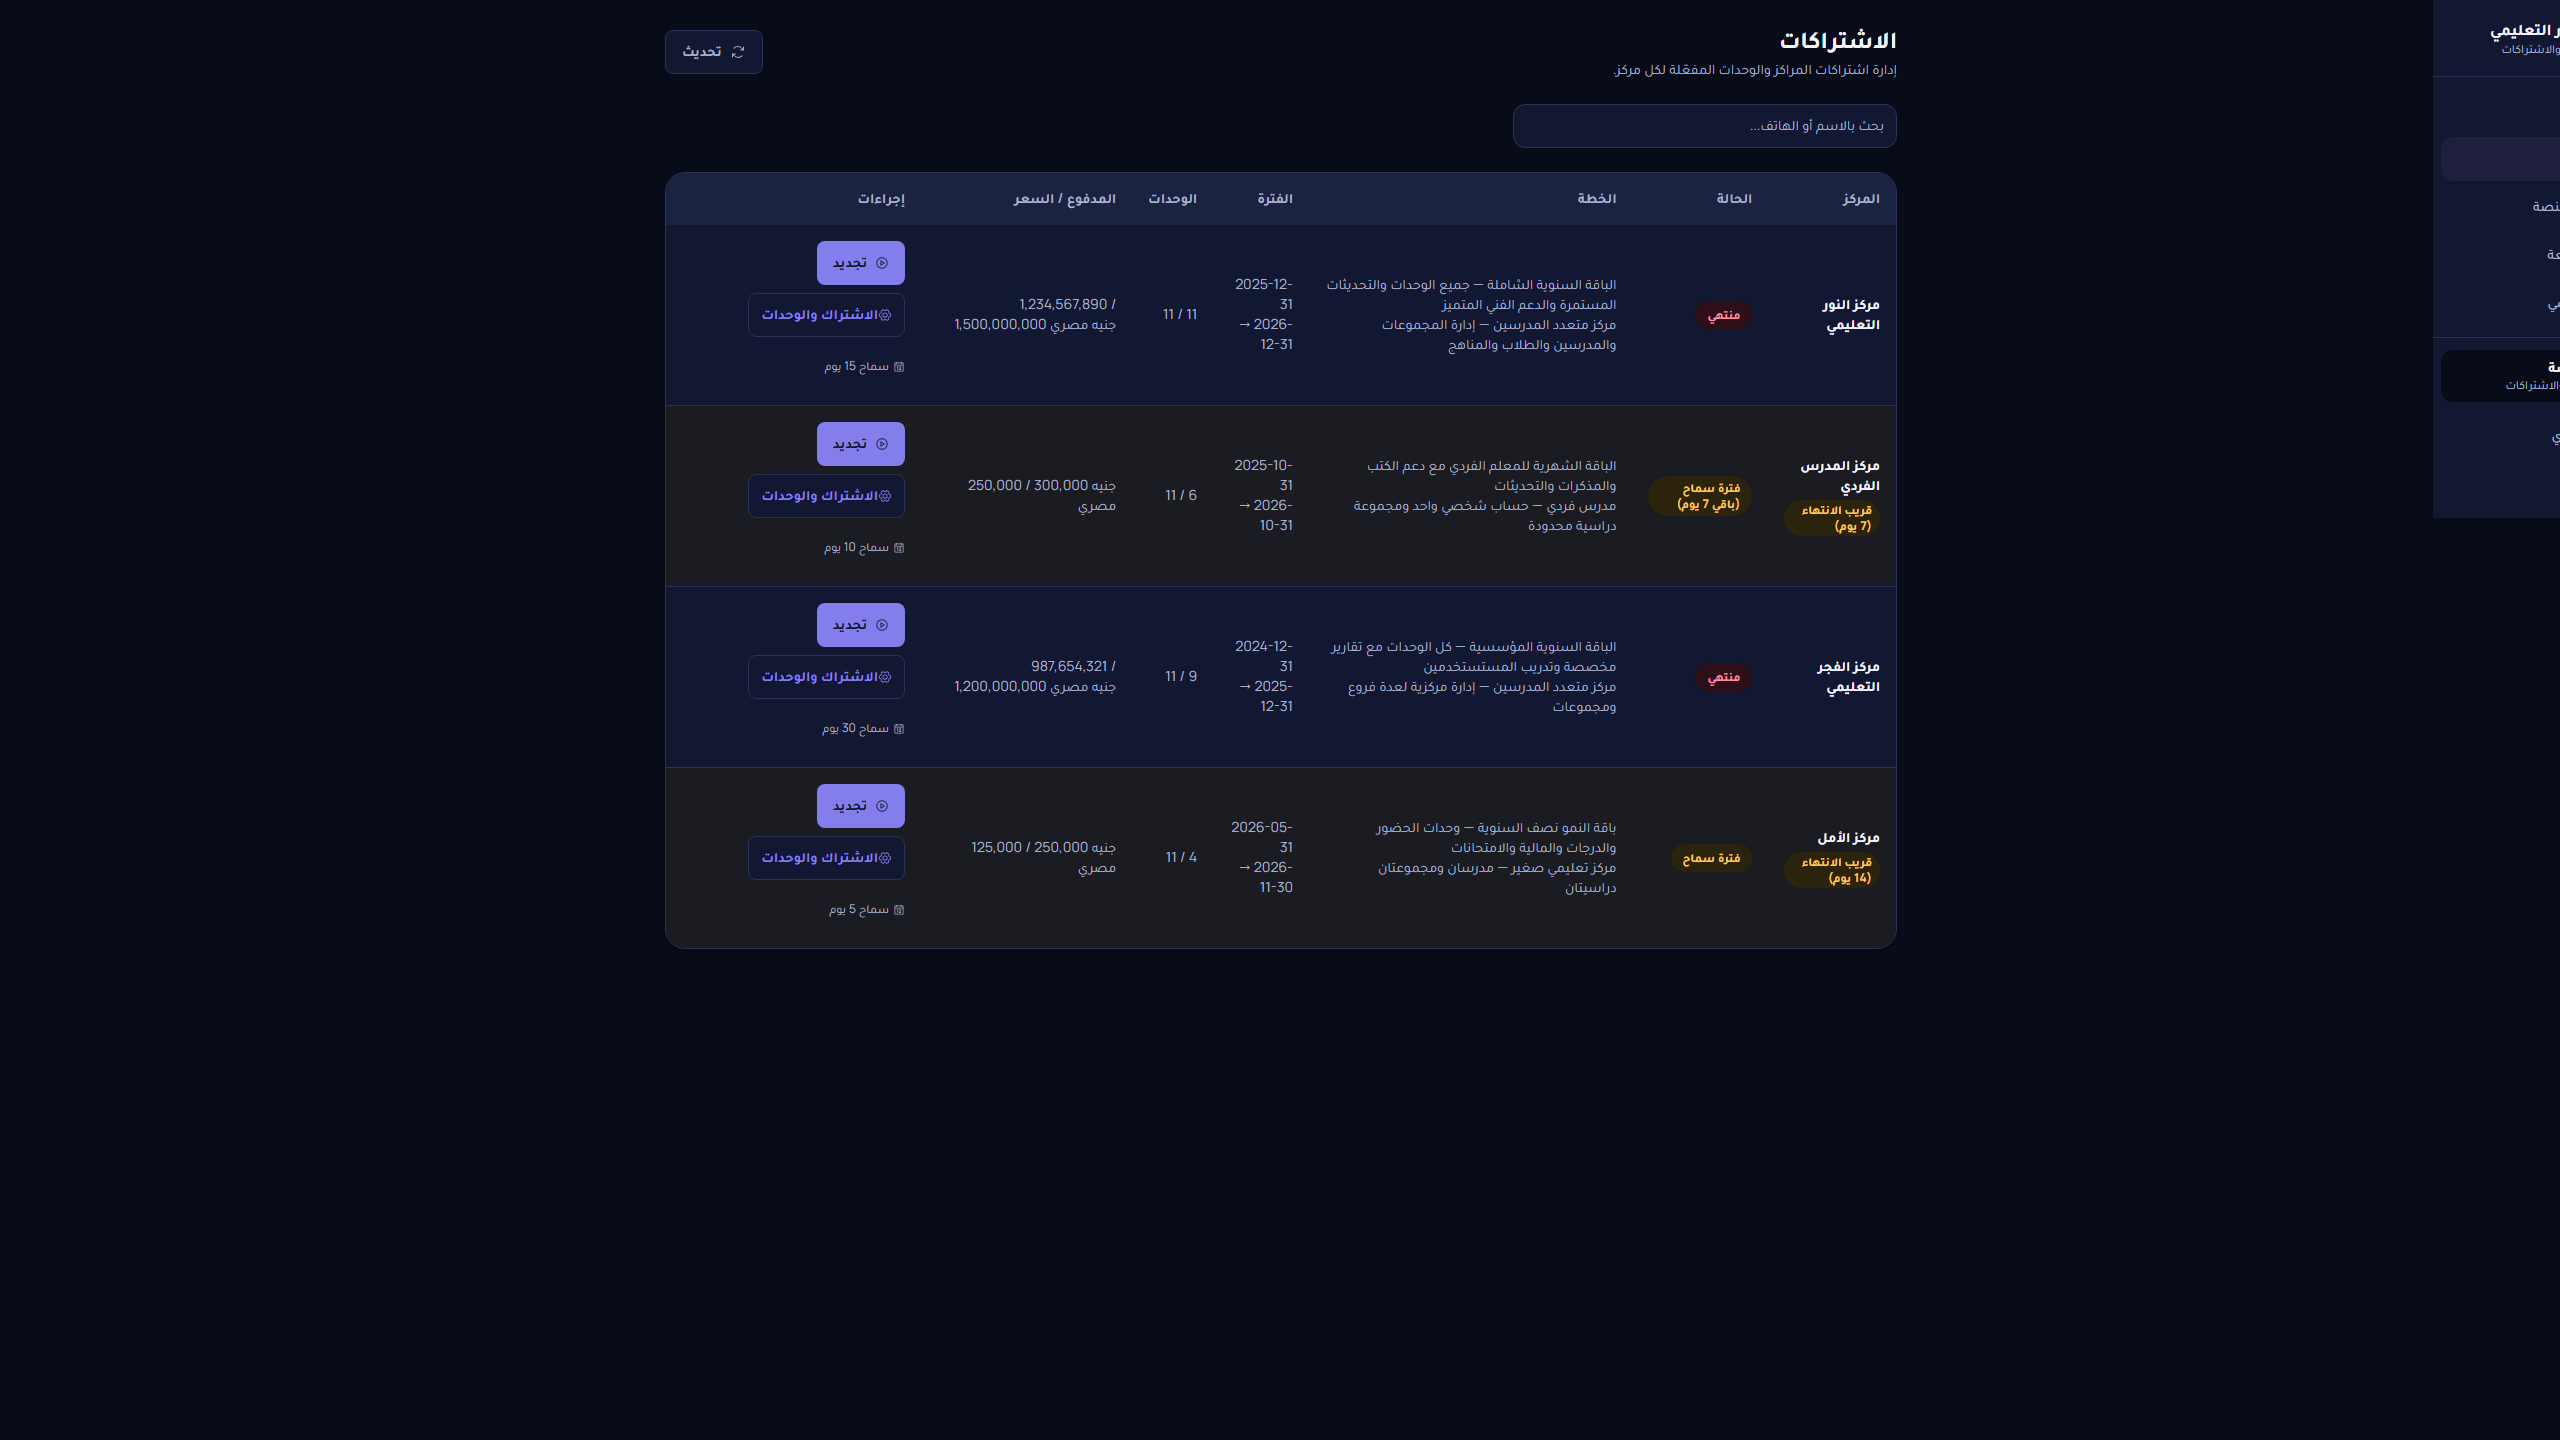 الاشتراكات
إدارة اشتراكات المراكز والوحدات المفعّلة لكل مركز.
تحديث
بحث بالاسم أو الهاتف...
المركز
الحالة
الخطة
الفترة
الوحدات
المدفوع / السعر
إجراءات
مركز النور
التعليمي
منتهي
الباقة السنوية الشاملة — جميع الوحدات والتحديثات
المستمرة والدعم الفني المتميز
مركز متعدد المدرسين — إدارة المجموعات
والمدرسين والطلاب والمناهج
2025-12-
31
→ 2026-
12-31
11 / 11
1,234,567,890 /
1,500,000,000 جنيه مصري
تجديد
الاشتراك والوحدات
سماح 15 يوم
مركز المدرس
الفردي
قريب الانتهاء
(7 يوم)
فترة سماح
(باقي 7 يوم)
الباقة الشهرية للمعلم الفردي مع دعم الكتب
والمذكرات والتحديثات
مدرس فردي — حساب شخصي واحد ومجموعة
دراسية محدودة
2025-10-
31
→ 2026-
10-31
11 / 6
250,000 / 300,000 جنيه
مصري
تجديد
الاشتراك والوحدات
سماح 10 يوم
مركز الفجر
التعليمي
منتهي
الباقة السنوية المؤسسية — كل الوحدات مع تقارير
مخصصة وتدريب المستستخدمين
مركز متعدد المدرسين — إدارة مركزية لعدة فروع
ومجموعات
2024-12-
31
→ 2025-
12-31
11 / 9
987,654,321 /
1,200,000,000 جنيه مصري
تجديد
الاشتراك والوحدات
سماح 30 يوم
مركز الأمل
قريب الانتهاء
(14 يوم)
فترة سماح
باقة النمو نصف السنوية — وحدات الحضور
والدرجات والمالية والامتحانات
مركز تعليمي صغير — مدرسان ومجموعتان
دراسيتان
2026-05-
31
→ 2026-
11-30
11 / 4
125,000 / 250,000 جنيه
مصري
تجديد
الاشتراك والوحدات
سماح 5 يوم
التعليمي
والاشتراكات